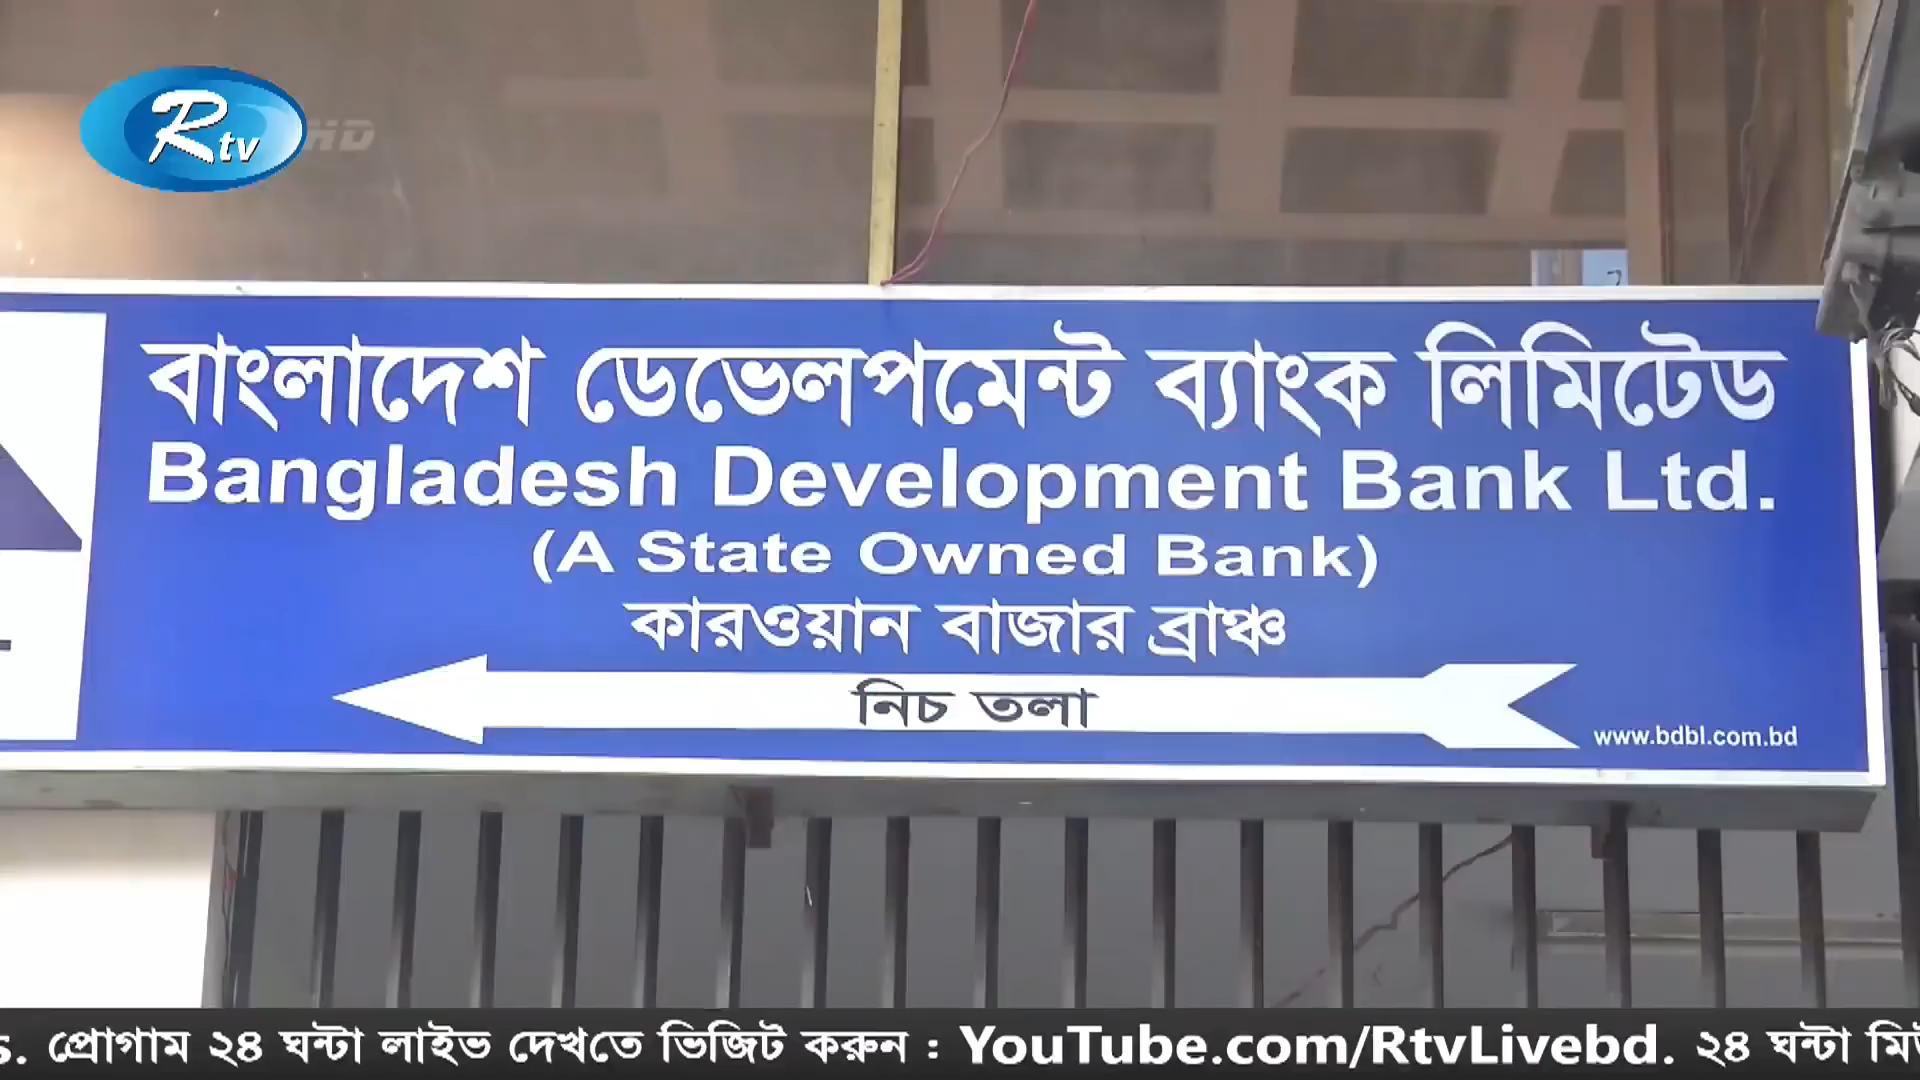 Rtv HD
বাংলাদেশ ডেভেলপমেন্ট ব্যাংক লিমিটেড
Bangladesh Development Bank Ltd.
(A State Owned Bank)
কারওয়ান বাজার ব্রাঞ্চ
নিচ তলা
www.bdbl.com.bd
s. প্রোগাম ২৪ ঘন্টা লাইভ দেখতে ভিজিট করুন : YouTube.com/RtvLivebd. ২৪ ঘন্টা